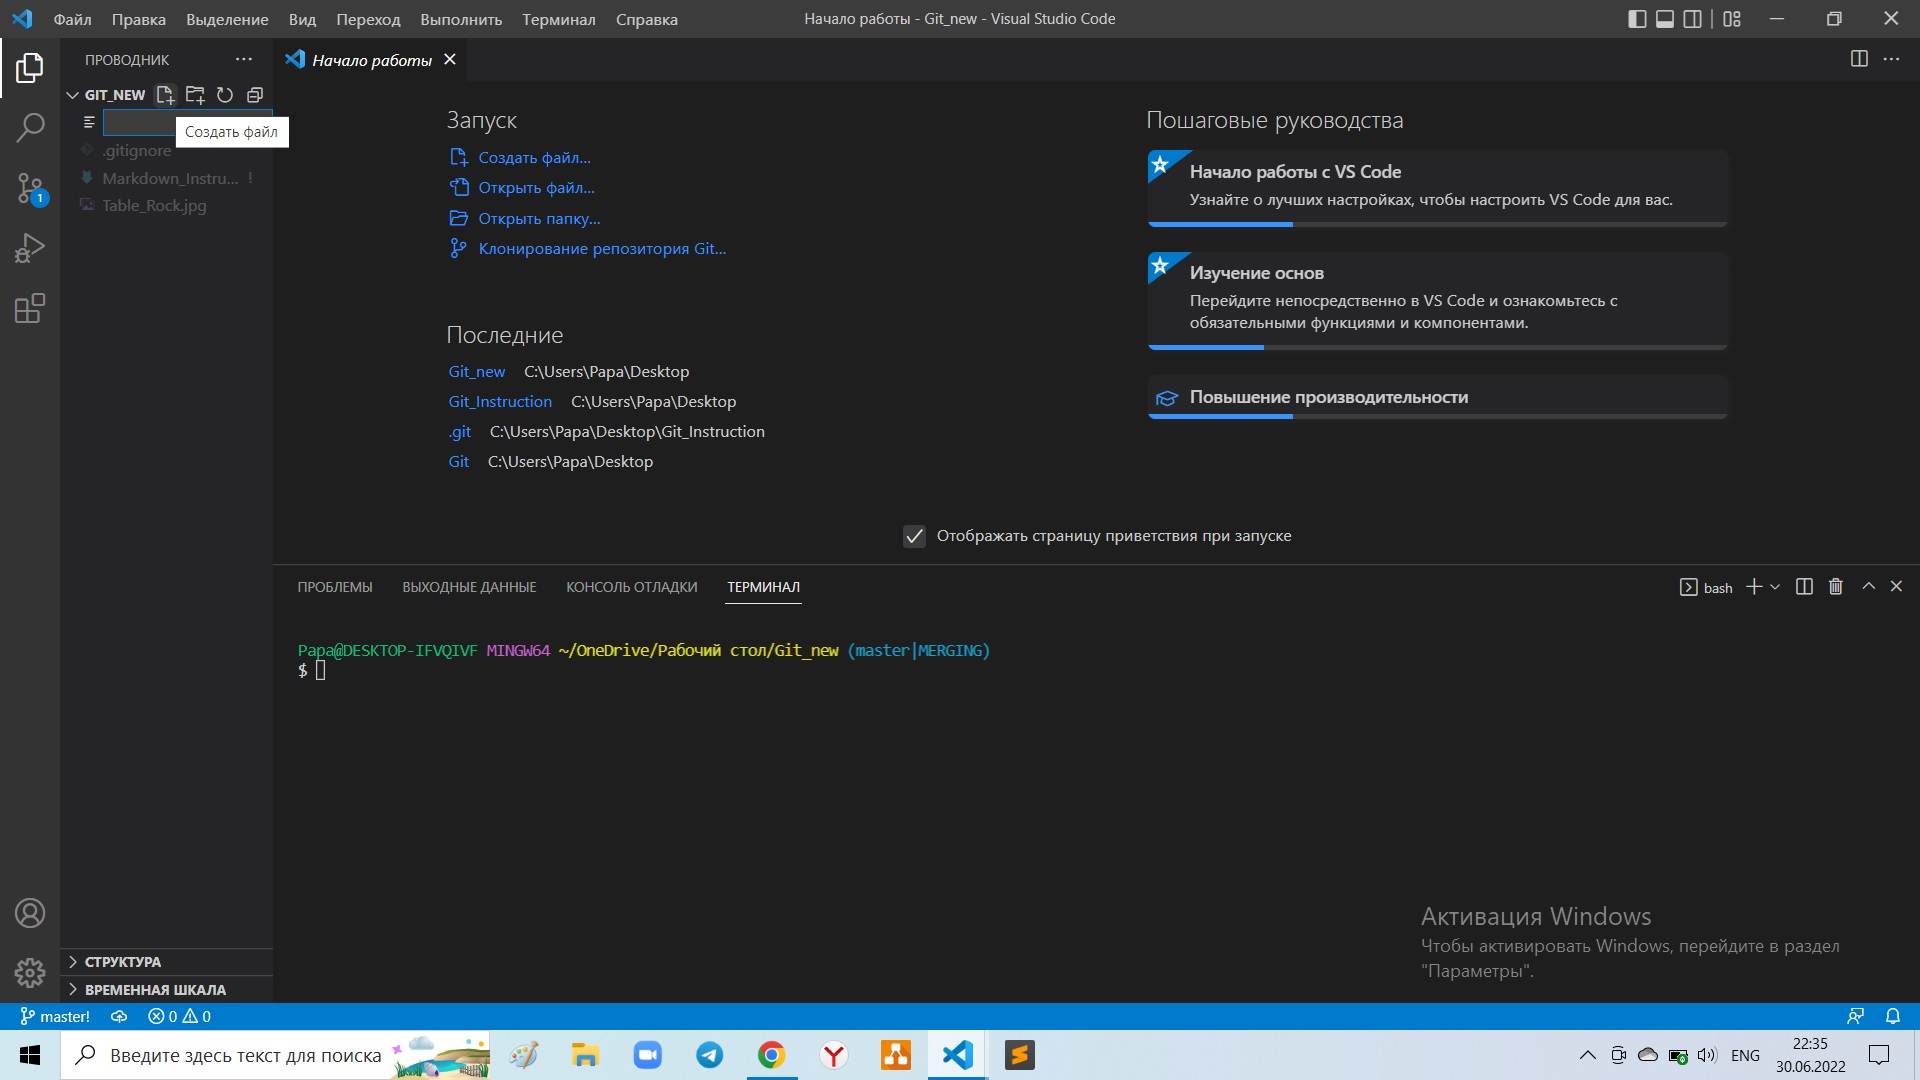 Файл Правка Выделение Вид Переход Выполнить Терминал Справка
Начало работы - Git_new - Visual Studio Code
ПРОВОДНИК
Начало работы
GIT_NEW
Создать файл
.gitignore
Markdown_Instru... !
Table_Rock.jpg
1
Запуск
Создать файл...
Открыть файл...
Открыть папку...
Клонирование репозитория Git...
Последние
Git_new C:\Users\Papa\Desktop
Git_Instruction C:\Users\Papa\Desktop
.git C:\Users\Papa\Desktop\Git_Instruction
Git C:\Users\Papa\Desktop
Пошаговые руководства
Начало работы с VS Code
Узнайте о лучших настройках, чтобы настроить VS Code для вас.
Изучение основ
Перейдите непосредственно в VS Code и ознакомьтесь с
обязательными функциями и компонентами.
Повышение производительности
Отображать страницу приветствия при запуске
ПРОБЛЕМЫ ВЫХОДНЫЕ ДАННЫЕ КОНСОЛЬ ОТЛАДКИ ТЕРМИНАЛ
bash
Papa@DESKTOP-IFVQIVF MINGW64 ~/OneDrive/Рабочий стол/Git_new (master|MERGING)
$
Активация Windows
Чтобы активировать Windows, перейдите в раздел
"Параметры".
СТРУКТУРА
ВРЕМЕННАЯ ШКАЛА
master! 0 0
Введите здесь текст для поиска
ENG
22:35
30.06.2022